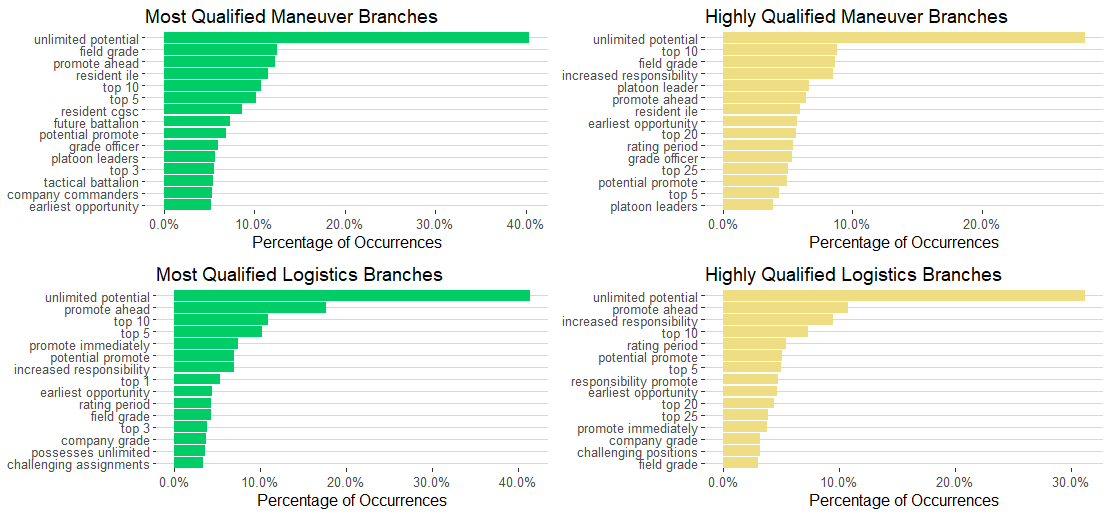 Most Qualified Maneuver Branches
unlimited potential
field grade
promote ahead
resident ile
top 10
top 5
resident cgsc
future battalion
potential promote
grade officer
platoon leaders
top 3
tactical battalion
company commanders
earliest opportunity
0.0% 10.0% 20.0% 30.0% 40.0%
Percentage of Occurrences
Highly Qualified Maneuver Branches
unlimited potential
top 10
field grade
increased responsibility
platoon leader
promote ahead
resident ile
earliest opportunity
top 20
rating period
grade officer
top 25
potential promote
top 5
platoon leaders
0.0% 10.0% 20.0%
Percentage of Occurrences
Most Qualified Logistics Branches
unlimited potential
promote ahead
top 10
top 5
promote immediately
potential promote
increased responsibility
top 1
earliest opportunity
rating period
field grade
top 3
company grade
possesses unlimited
challenging assignments
0.0% 10.0% 20.0% 30.0% 40.0%
Percentage of Occurrences
Highly Qualified Logistics Branches
unlimited potential
promote ahead
increased responsibility
top 10
rating period
potential promote
top 5
responsibility promote
earliest opportunity
top 20
top 25
promote immediately
company grade
challenging positions
field grade
0.0% 10.0% 20.0% 30.0%
Percentage of Occurrences